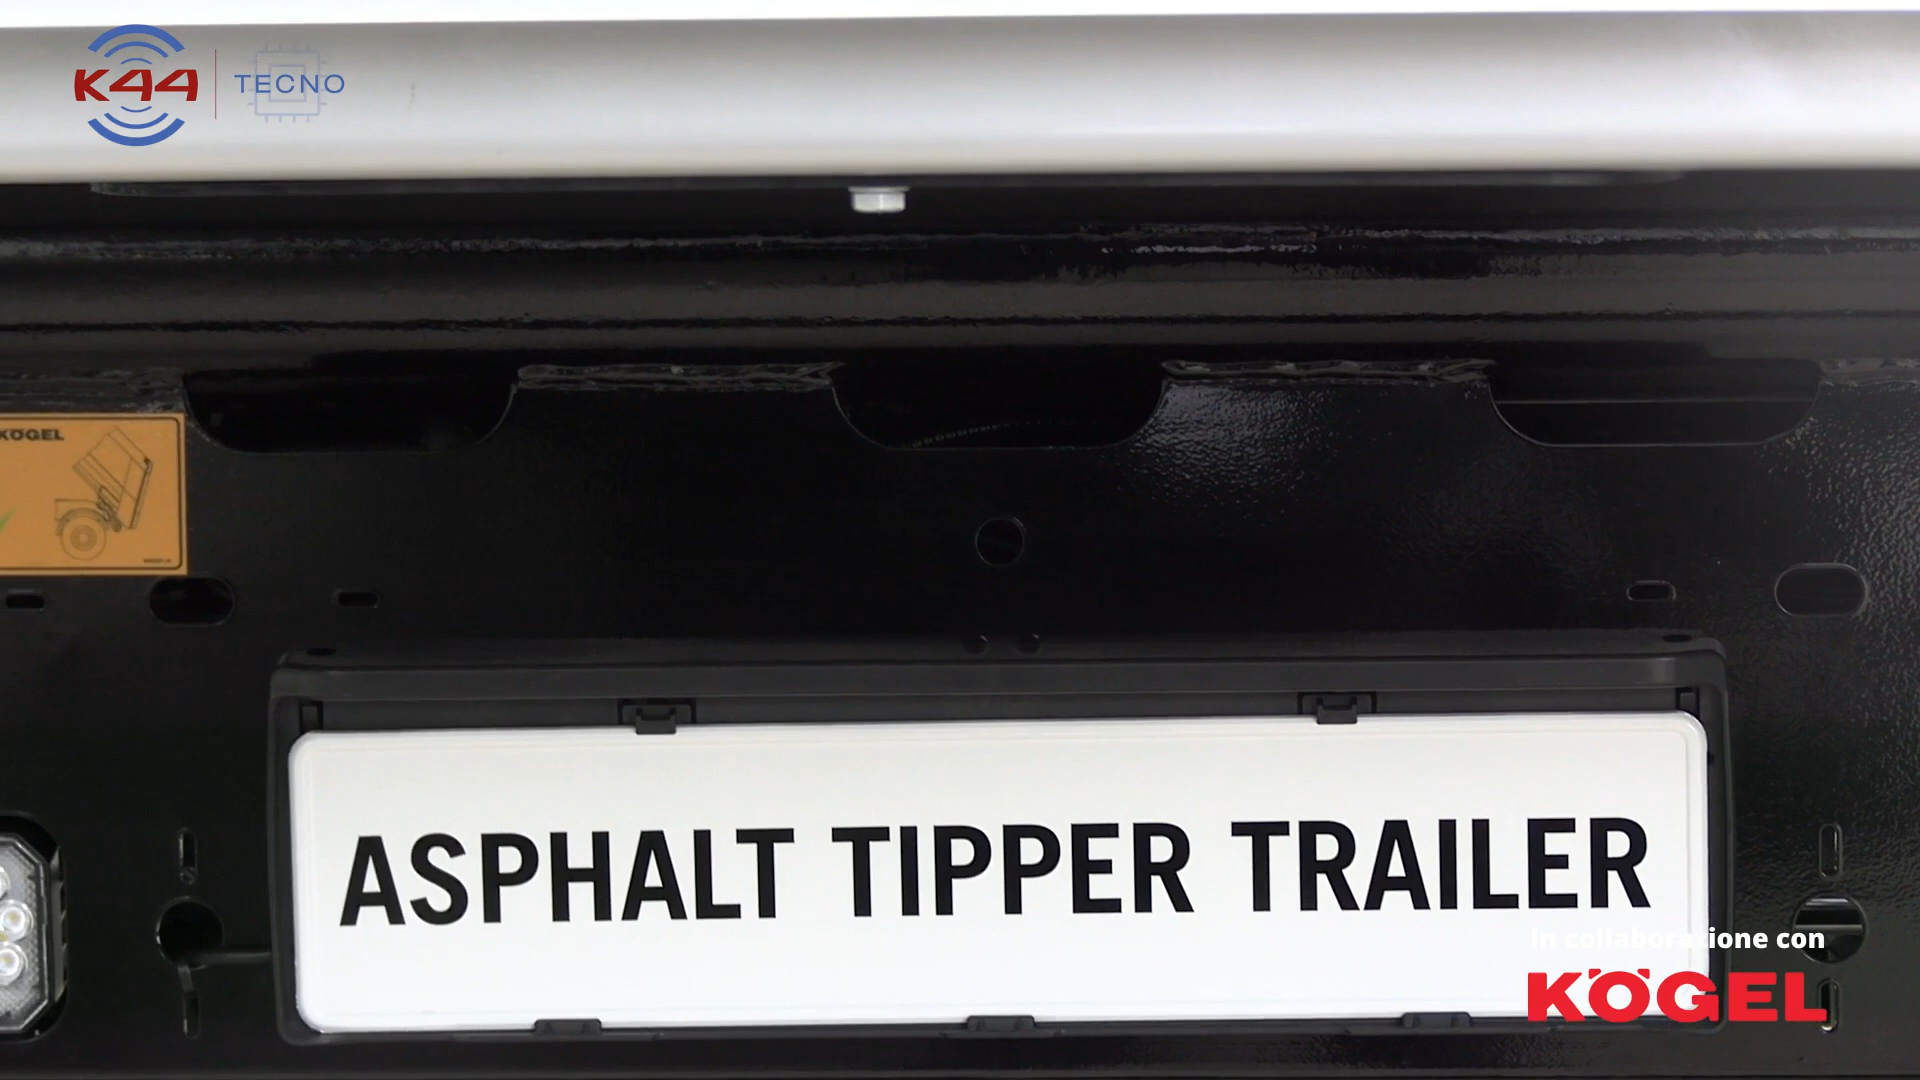 K44 TECNO
KÖGEL
ASPHALT TIPPER TRAILER
In collaborazione con
KÖGEL